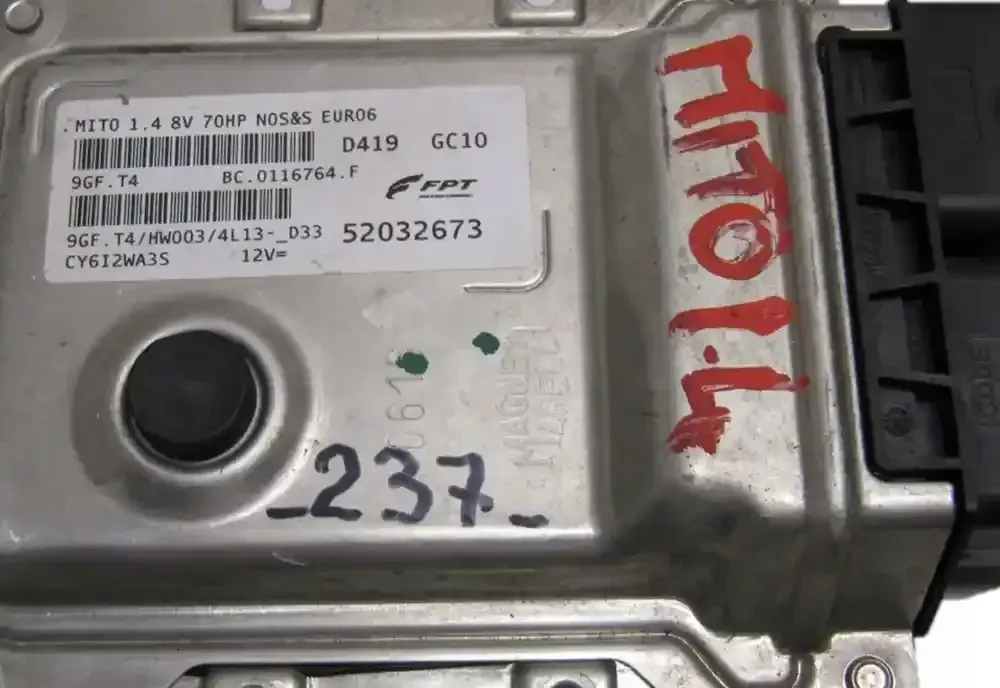 .MITO 1.4 8V 70HP NOS&S EURO6
D419 GC10
9GF.T4 BC.0116764.F
FPT
9GF.T4/HW003/4L13-_D33 52032673
CY6I2WA3S 12V=
MITO 1.4
MAGNETI
MARELLI
-237-